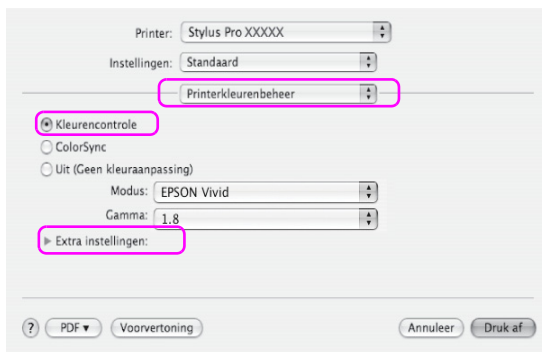 Printer: Stylus Pro XXXXX
Instellingen: Standaard
Printerkleurenbeheer
Kleurencontrole
ColorSync
Uit (Geen kleuraanpassing)
Modus: EPSON Vivid
Gamma: 1.8
Extra instellingen:
? PDF Voorvertoning Annuleer Druk af